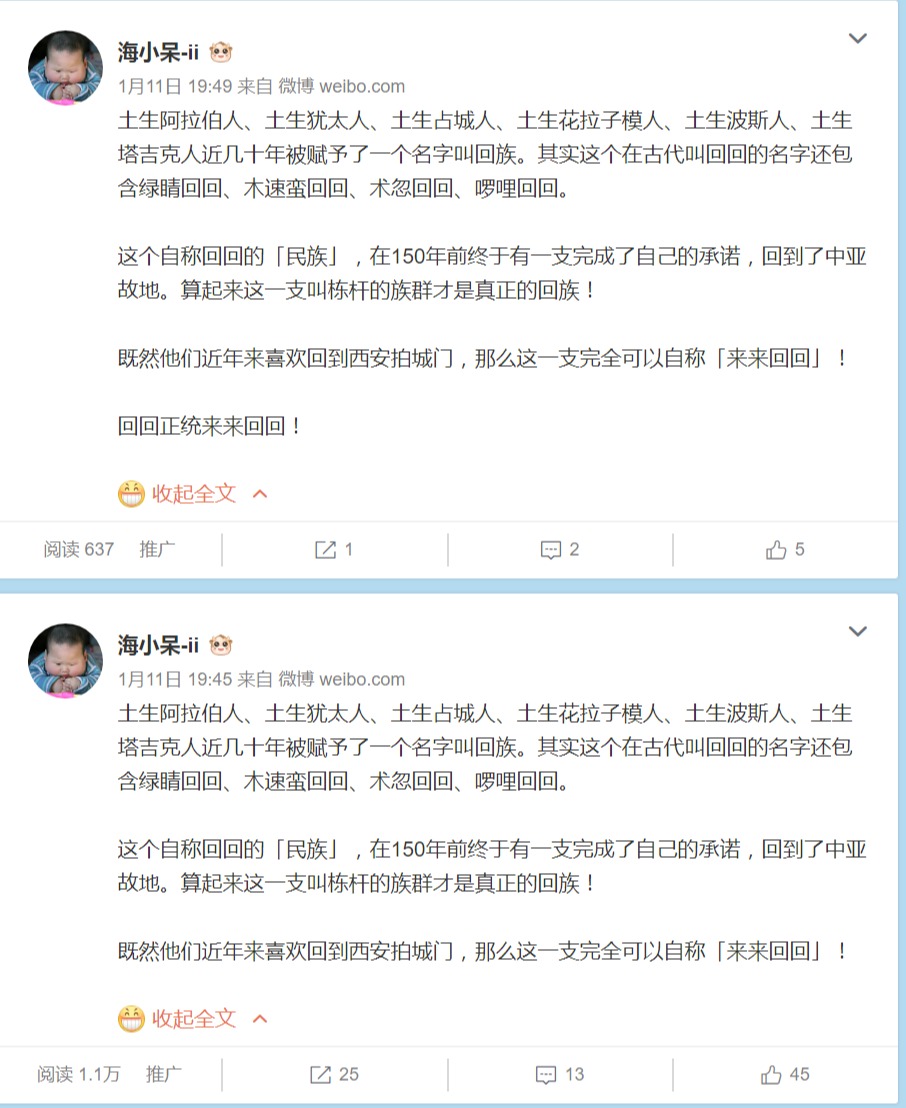 海小呆-ii
1月11日 19:49 来自 微博 weibo.com
土生阿拉伯人、土生犹太人、土生占城人、土生花拉子模人、土生波斯人、土生
塔吉克人近几十年被赋予了一个名字叫回族。其实这个在古代叫回回的名字还包
含绿睛回回、木速蛮回回、术忽回回、啰哩回回。
这个自称回回的「民族」，在150年前终于有一支完成了自己的承诺，回到了中亚
故地。算起来这一支叫栋杆的族群才是真正的回族！
既然他们近年来喜欢回到西安拍城门，那么这一支完全可以自称「来来回回」！
回回正统来来回回！
收起全文
阅读 637 推广 1 2 5
海小呆-ii
1月11日 19:45 来自 微博 weibo.com
土生阿拉伯人、土生犹太人、土生占城人、土生花拉子模人、土生波斯人、土生
塔吉克人近几十年被赋予了一个名字叫回族。其实这个在古代叫回回的名字还包
含绿睛回回、木速蛮回回、术忽回回、啰哩回回。
这个自称回回的「民族」，在150年前终于有一支完成了自己的承诺，回到了中亚
故地。算起来这一支叫栋杆的族群才是真正的回族！
既然他们近年来喜欢回到西安拍城门，那么这一支完全可以自称「来来回回」！
收起全文
阅读 1.1万 推广 25 13 45